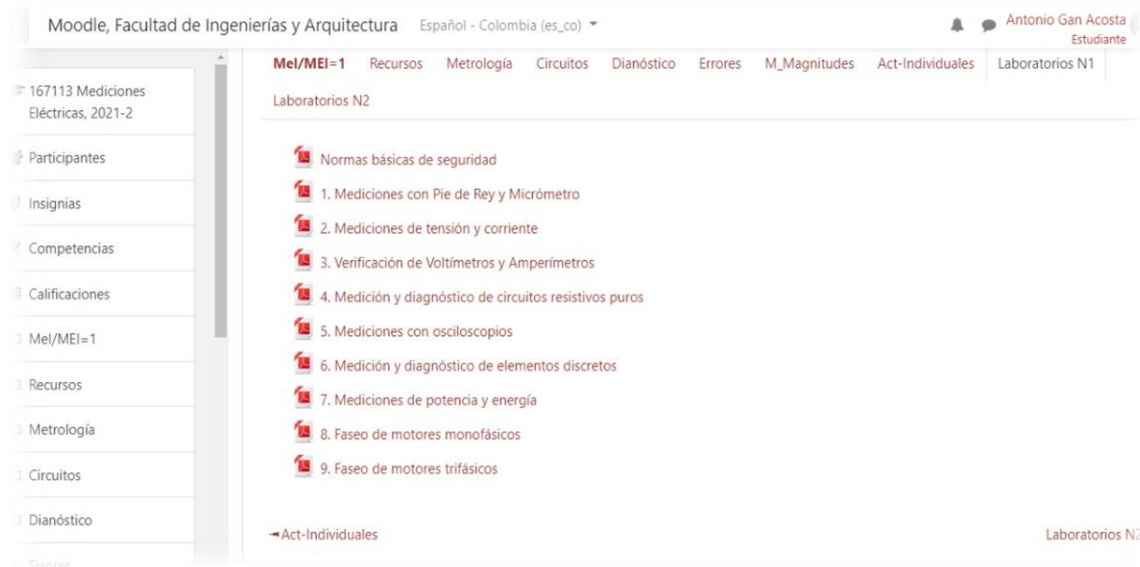 Moodle, Facultad de Ingenierías y Arquitectura Español - Colombia (es_co) Antonio Gan Acosta
Estudiante
167113 Mediciones
Eléctricas, 2021-2
Participantes
Insignias
Competencias
Calificaciones
Mel/MEI=1
Recursos
Metrología
Circuitos
Dianóstico
Errores
Mel/MEI=1 Recursos Metrología Circuitos Dianóstico Errores M_Magnitudes Act-Individuales Laboratorios N1
Laboratorios N2
Normas básicas de seguridad
1. Mediciones con Pie de Rey y Micrómetro
2. Mediciones de tensión y corriente
3. Verificación de Voltímetros y Amperímetros
4. Medición y diagnóstico de circuitos resistivos puros
5. Mediciones con osciloscopios
6. Medición y diagnóstico de elementos discretos
7. Mediciones de potencia y energía
8. Faseo de motores monofásicos
9. Faseo de motores trifásicos
Act-Individuales Laboratorios N2